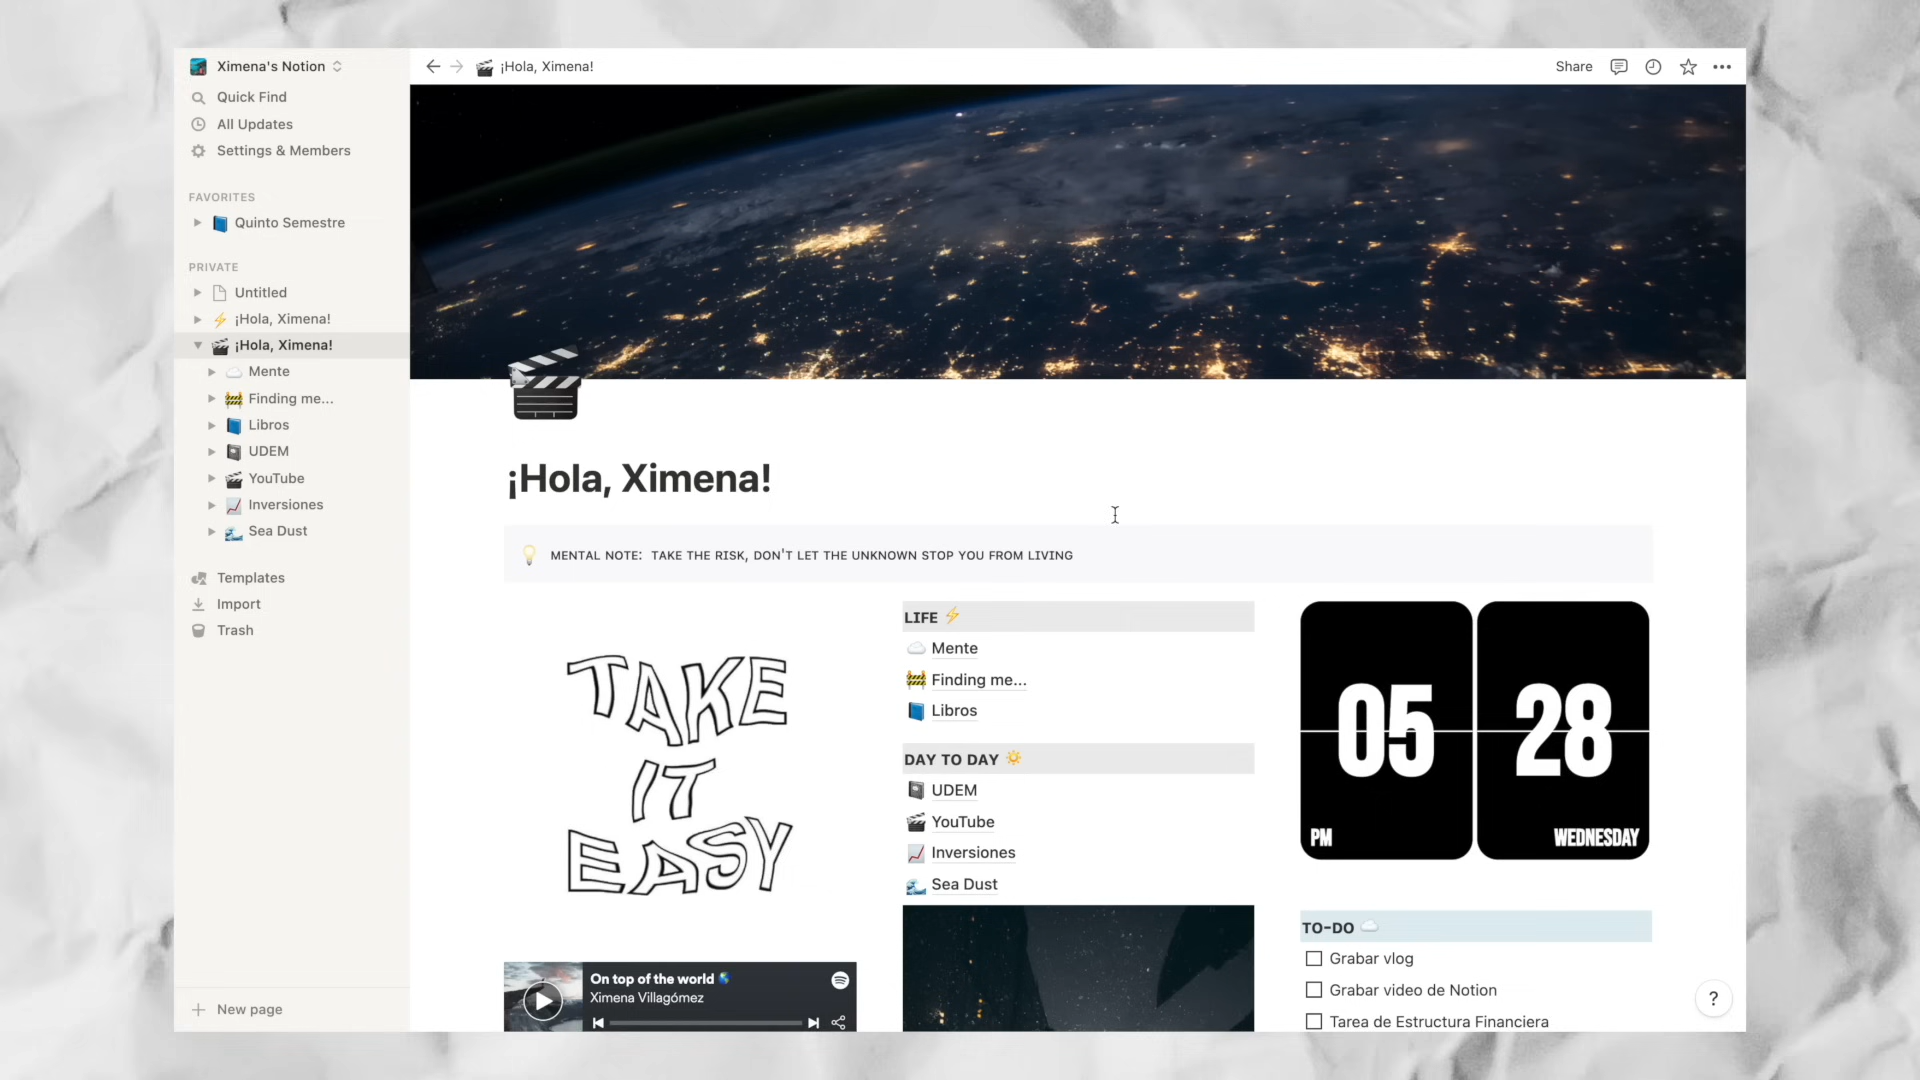 Ximena's Notion
Quick Find
All Updates
Settings & Members
FAVORITES
Quinto Semestre
PRIVATE
Untitled
¡Hola, Ximena!
¡Hola, Ximena!
Mente
Finding me...
Libros
UDEM
YouTube
Inversiones
Sea Dust
Templates
Import
Trash
New page
¡Hola, Ximena!
Share
¡Hola, Ximena!
MENTAL NOTE: TAKE THE RISK, DON'T LET THE UNKNOWN STOP YOU FROM LIVING
TAKE
IT
EASY
On top of the world
Ximena Villagómez
LIFE
Mente
Finding me...
Libros
DAY TO DAY
UDEM
YouTube
Inversiones
Sea Dust
05 28
PM WEDNESDAY
TO-DO
Grabar vlog
Grabar video de Notion
Tarea de Estructura Financiera
?